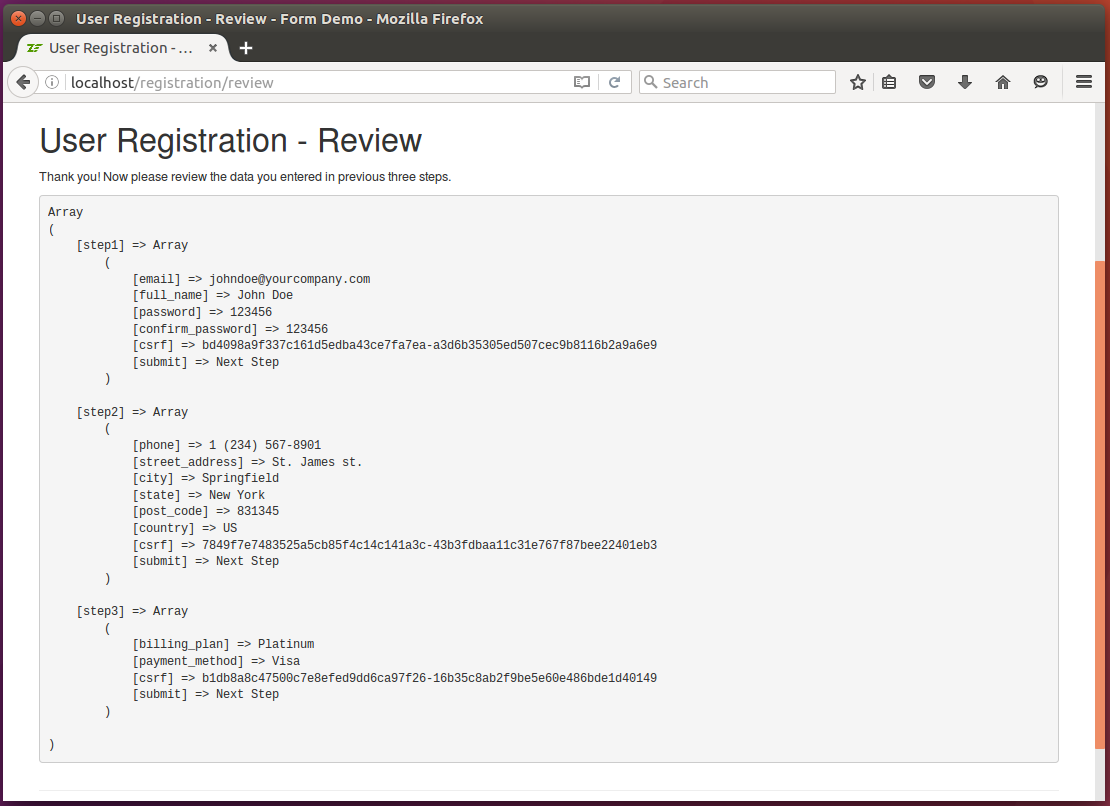 User Registration - Review - Form Demo - Mozilla Firefox
User Registration - ...
localhost/registration/review
Search
User Registration - Review
Thank you! Now please review the data you entered in previous three steps.
Array
(
    [step1] => Array
        (
            [email] => johndoe@yourcompany.com
            [full_name] => John Doe
            [password] => 123456
            [confirm_password] => 123456
            [csrf] => bd4098a9f337c161d5edba43ce7fa7ea-a3d6b35305ed507cec9b8116b2a9a6e9
            [submit] => Next Step
        )
    [step2] => Array
        (
            [phone] => 1 (234) 567-8901
            [street_address] => St. James st.
            [city] => Springfield
            [state] => New York
            [post_code] => 831345
            [country] => US
            [csrf] => 7849f7e7483525a5cb85f4c14c141a3c-43b3fdbaa11c31e767f87bee22401eb3
            [submit] => Next Step
        )
    [step3] => Array
        (
            [billing_plan] => Platinum
            [payment_method] => Visa
            [csrf] => b1db8a8c47500c7e8efed9dd6ca97f26-16b35c8ab2f9be5e60e486bde1d40149
            [submit] => Next Step
        )
)